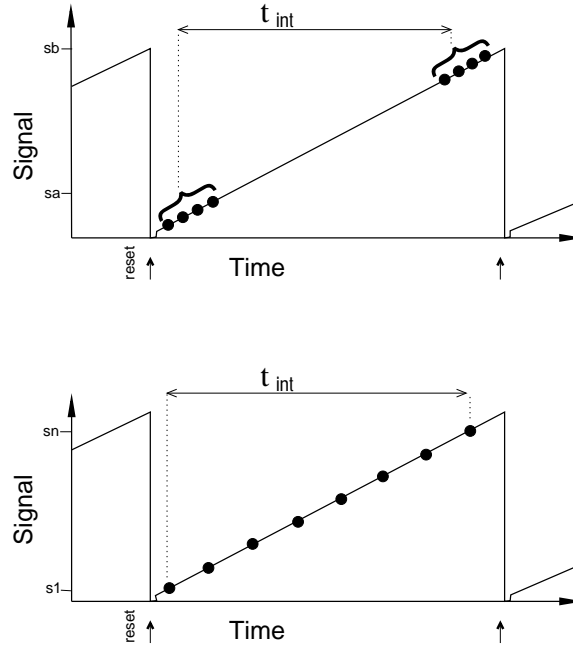 t int
sb
Signal
sa
reset
Time
t int
sn
Signal
s1
reset
Time